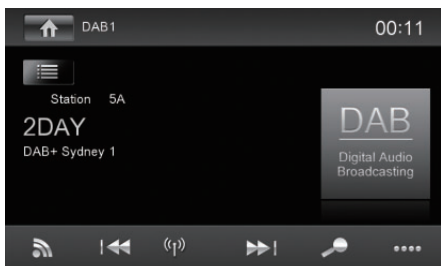 DAB1
00:11
Station 5A
2DAY
DAB+ Sydney 1
DAB
Digital Audio
Broadcasting